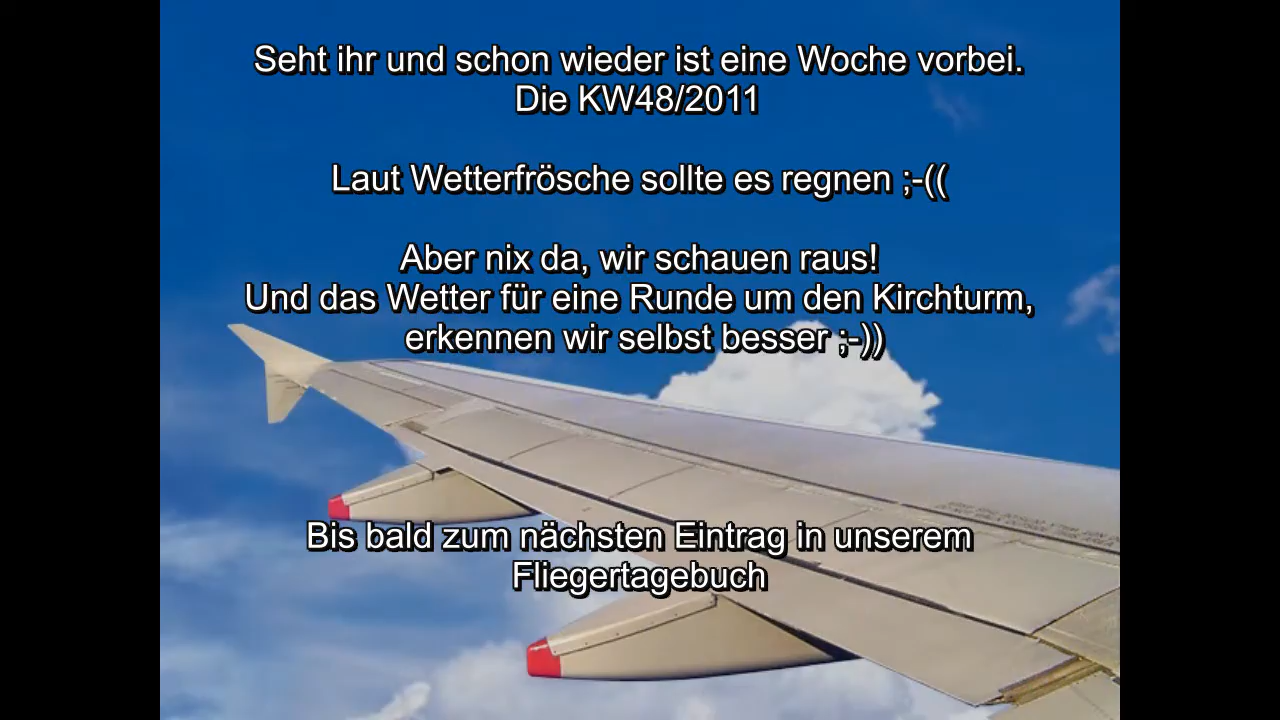 Seht ihr und schon wieder ist eine Woche vorbei.
Die KW48/2011
Laut Wetterfrösche sollte es regnen ;-((
Aber nix da, wir schauen raus!
Und das Wetter für eine Runde um den Kirchturm,
erkennen wir selbst besser ;-))
Bis bald zum nächsten Eintrag in unserem
Fliegertagebuch